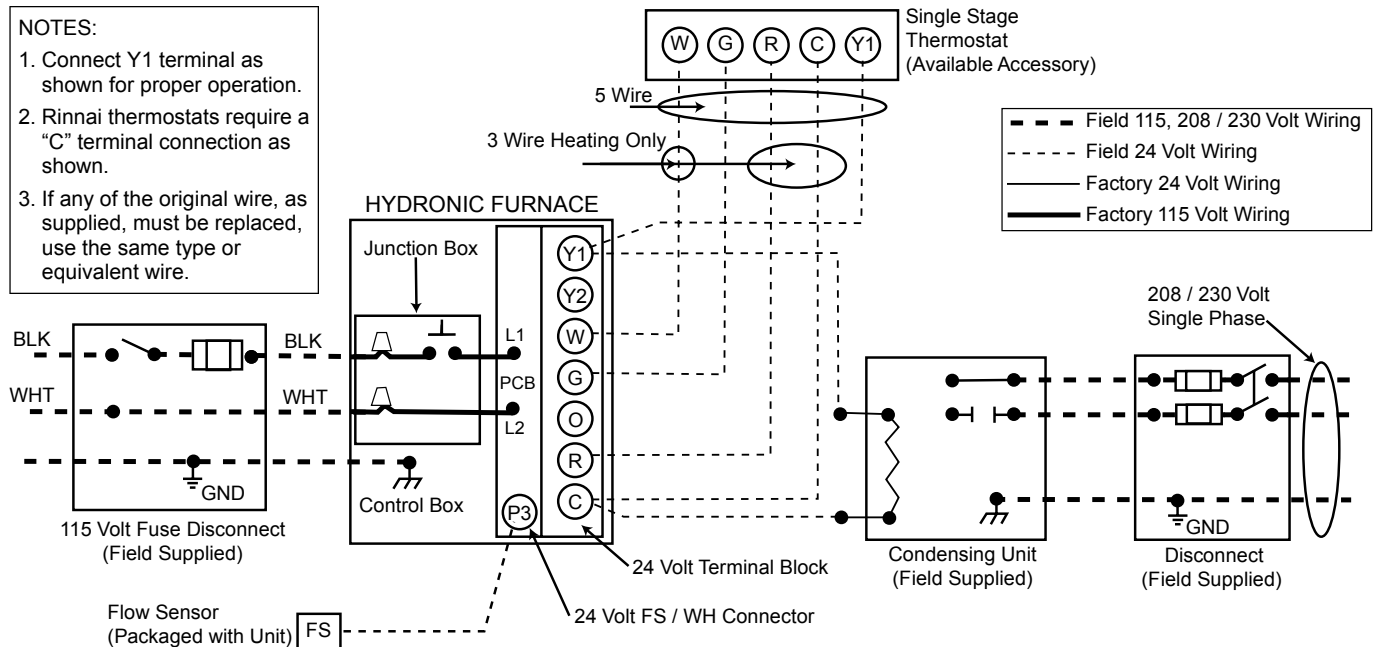 NOTES:
1. Connect Y1 terminal as
shown for proper operation.
2. Rinnai thermostats require a
“C” terminal connection as
shown.
3. If any of the original wire, as
supplied, must be replaced,
use the same type or
equivalent wire.
W G R C Y1
Single Stage
Thermostat
(Available Accessory)
5 Wire
3 Wire Heating Only
Field 115, 208 / 230 Volt Wiring
Field 24 Volt Wiring
Factory 24 Volt Wiring
Factory 115 Volt Wiring
HYDRONIC FURNACE
Junction Box
Y1
Y2
W
G
O
R
C
L1
PCB
L2
P3
Control Box
BLK
BLK
WHT
WHT
GND
115 Volt Fuse Disconnect
(Field Supplied)
208 / 230 Volt
Single Phase
GND
Condensing Unit
(Field Supplied)
Disconnect
(Field Supplied)
24 Volt Terminal Block
24 Volt FS / WH Connector
Flow Sensor
(Packaged with Unit)
FS